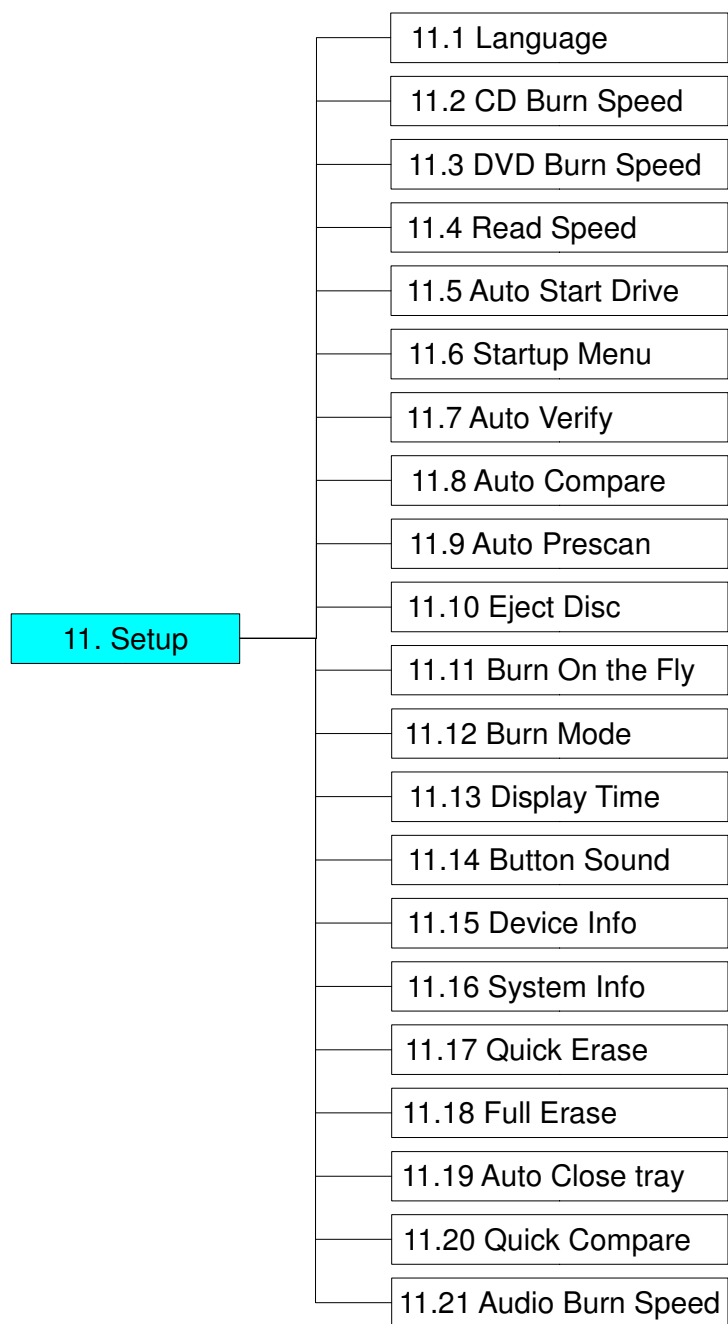 11.1 Language
11.2 CD Burn Speed
11.3 DVD Burn Speed
11.4 Read Speed
11.5 Auto Start Drive
11.6 Startup Menu
11.7 Auto Verify
11.8 Auto Compare
11.9 Auto Prescan
11.10 Eject Disc
11. Setup
11.11 Burn On the Fly
11.12 Burn Mode
11.13 Display Time
11.14 Button Sound
11.15 Device Info
11.16 System Info
11.17 Quick Erase
11.18 Full Erase
11.19 Auto Close tray
11.20 Quick Compare
11.21 Audio Burn Speed